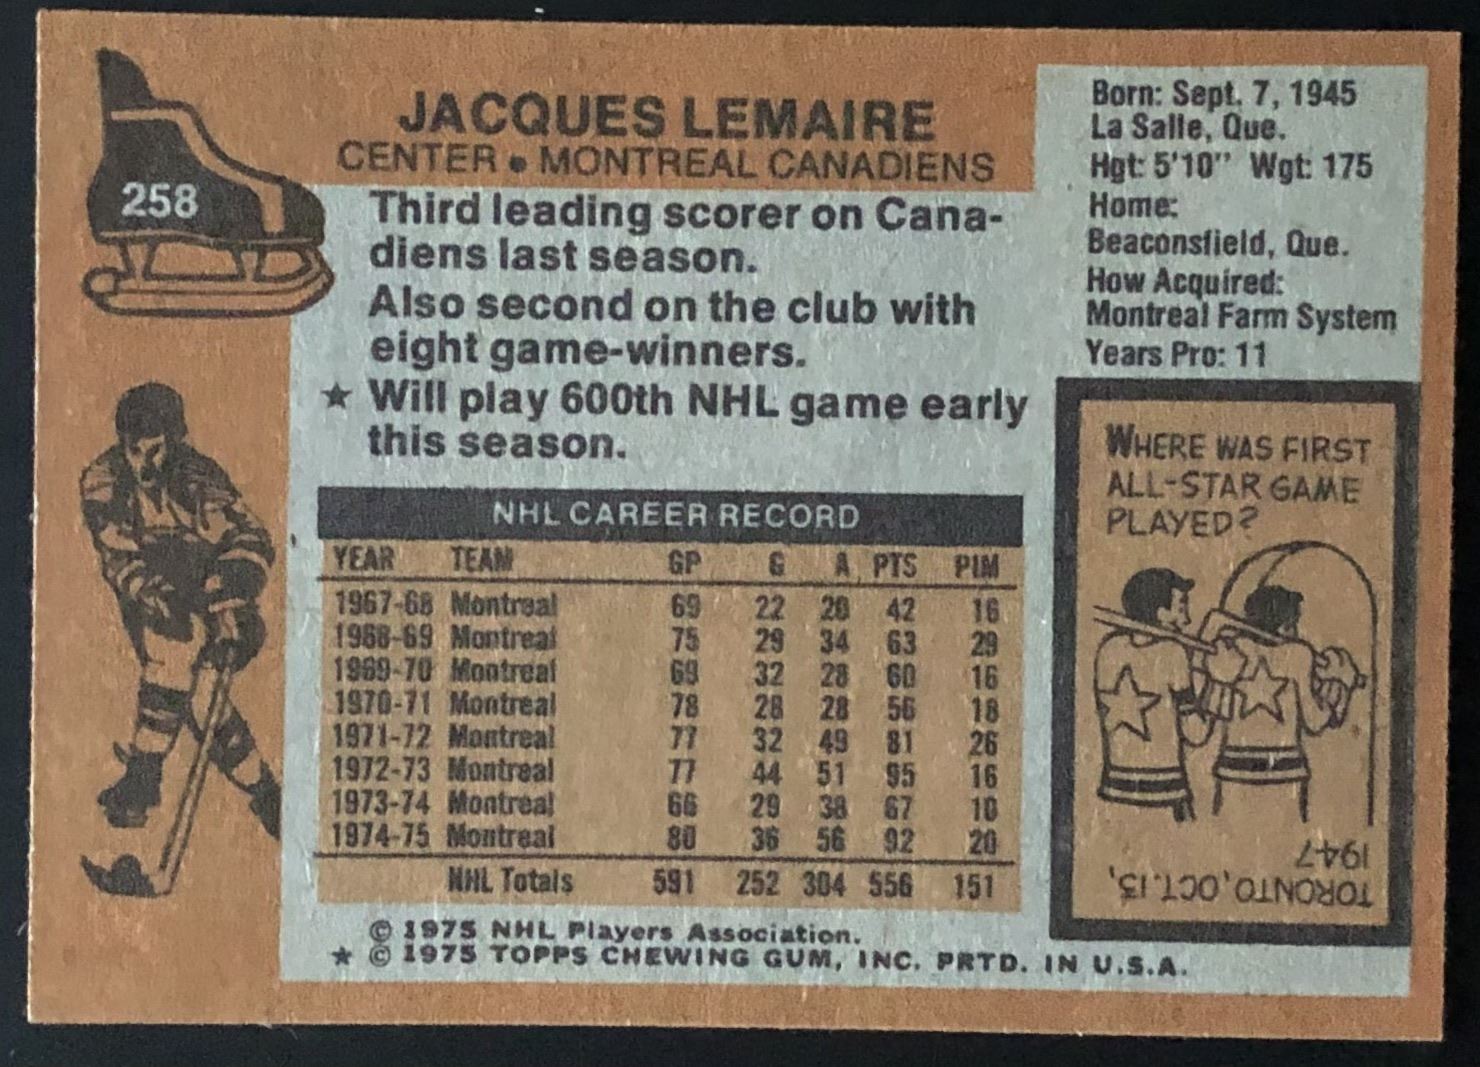 258
JACQUES LEMAIRE
CENTER • MONTREAL CANADIENS
Third leading scorer on Cana-
diens last season.
Also second on the club with
eight game-winners.
★ Will play 600th NHL game early
this season.
Born: Sept. 7, 1945
La Salle, Que.
Hgt: 5'10" Wgt: 175
Home:
Beaconsfield, Que.
How Acquired:
Montreal Farm System
Years Pro: 11
NHL CAREER RECORD
YEAR TEAM GP G A PTS PIM
1967-68 Montreal 69 22 20 42 16
1968-69 Montreal 75 29 34 63 29
1969-70 Montreal 69 32 28 60 16
1970-71 Montreal 78 28 28 56 18
1971-72 Montreal 77 32 49 81 26
1972-73 Montreal 77 44 51 95 16
1973-74 Montreal 66 29 38 67 10
1974-75 Montreal 80 36 56 92 20
NHL Totals 591 252 304 556 151
WHERE WAS FIRST
ALL-STAR GAME
PLAYED?
TORONTO, OCT. 13,
1947
© 1975 NHL Players Association.
★ © 1975 TOPPS CHEWING GUM, INC. PRTD. IN U.S.A.